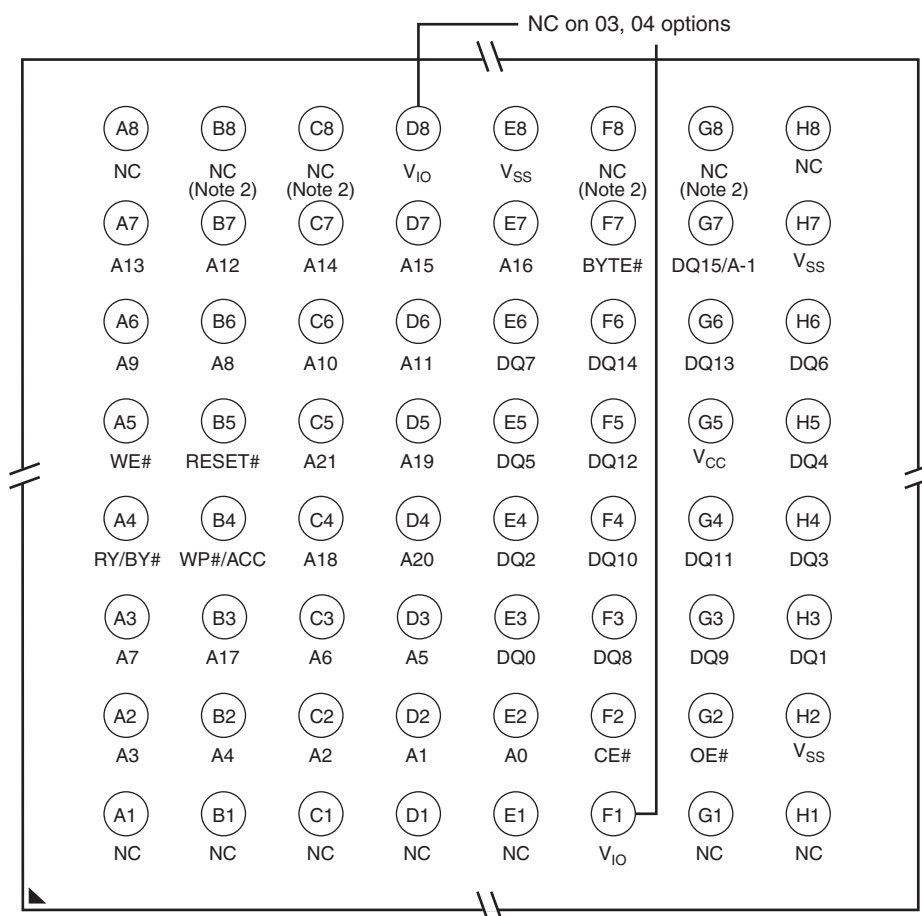 NC on 03, 04 options
A8 B8 C8 D8 E8 F8 G8 H8
NC NC NC VIO VSS NC NC NC
(Note 2) (Note 2) (Note 2) (Note 2)
A7 B7 C7 D7 E7 F7 G7 H7
A13 A12 A14 A15 A16 BYTE# DQ15/A-1 VSS
A6 B6 C6 D6 E6 F6 G6 H6
A9 A8 A10 A11 DQ7 DQ14 DQ13 DQ6
A5 B5 C5 D5 E5 F5 G5 H5
WE# RESET# A21 A19 DQ5 DQ12 VCC DQ4
A4 B4 C4 D4 E4 F4 G4 H4
RY/BY# WP#/ACC A18 A20 DQ2 DQ10 DQ11 DQ3
A3 B3 C3 D3 E3 F3 G3 H3
A7 A17 A6 A5 DQ0 DQ8 DQ9 DQ1
A2 B2 C2 D2 E2 F2 G2 H2
A3 A4 A2 A1 A0 CE# OE# VSS
A1 B1 C1 D1 E1 F1 G1 H1
NC NC NC NC NC VIO NC NC